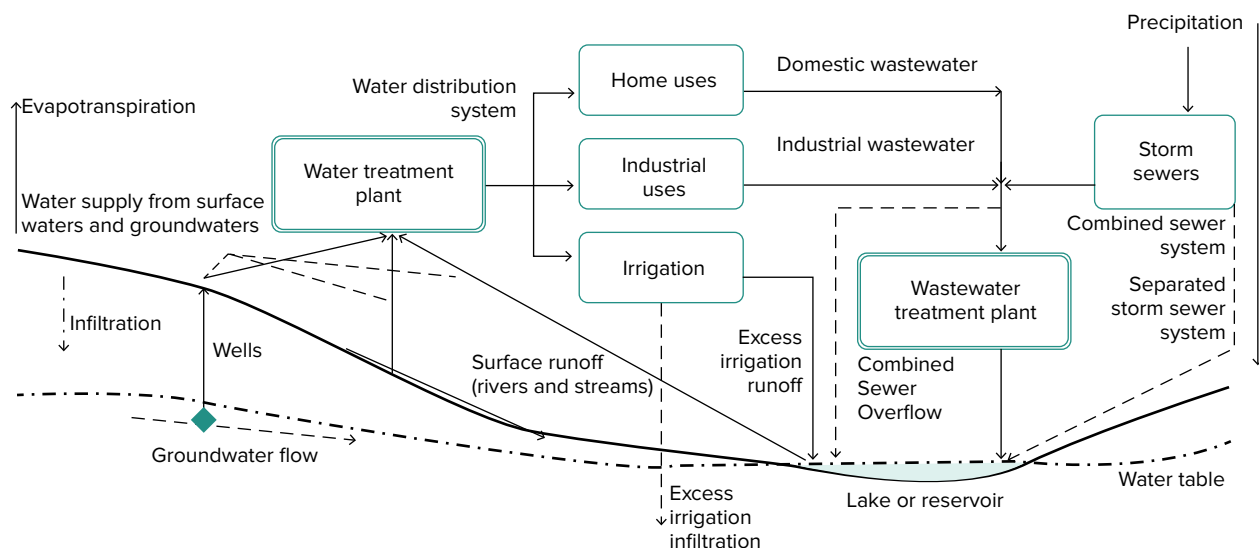 Precipitation
Evapotranspiration
Water distribution
system
Home uses
Domestic wastewater
Water treatment
plant
Industrial
uses
Industrial wastewater
Storm
sewers
Water supply from surface
waters and groundwaters
Irrigation
Combined sewer
system
Wastewater
treatment plant
Separated
storm sewer
system
Infiltration
Wells
Surface runoff
(rivers and streams)
Excess
irrigation
runoff
Combined
Sewer
Overflow
Groundwater flow
Lake or reservoir
Water table
Excess
irrigation
infiltration